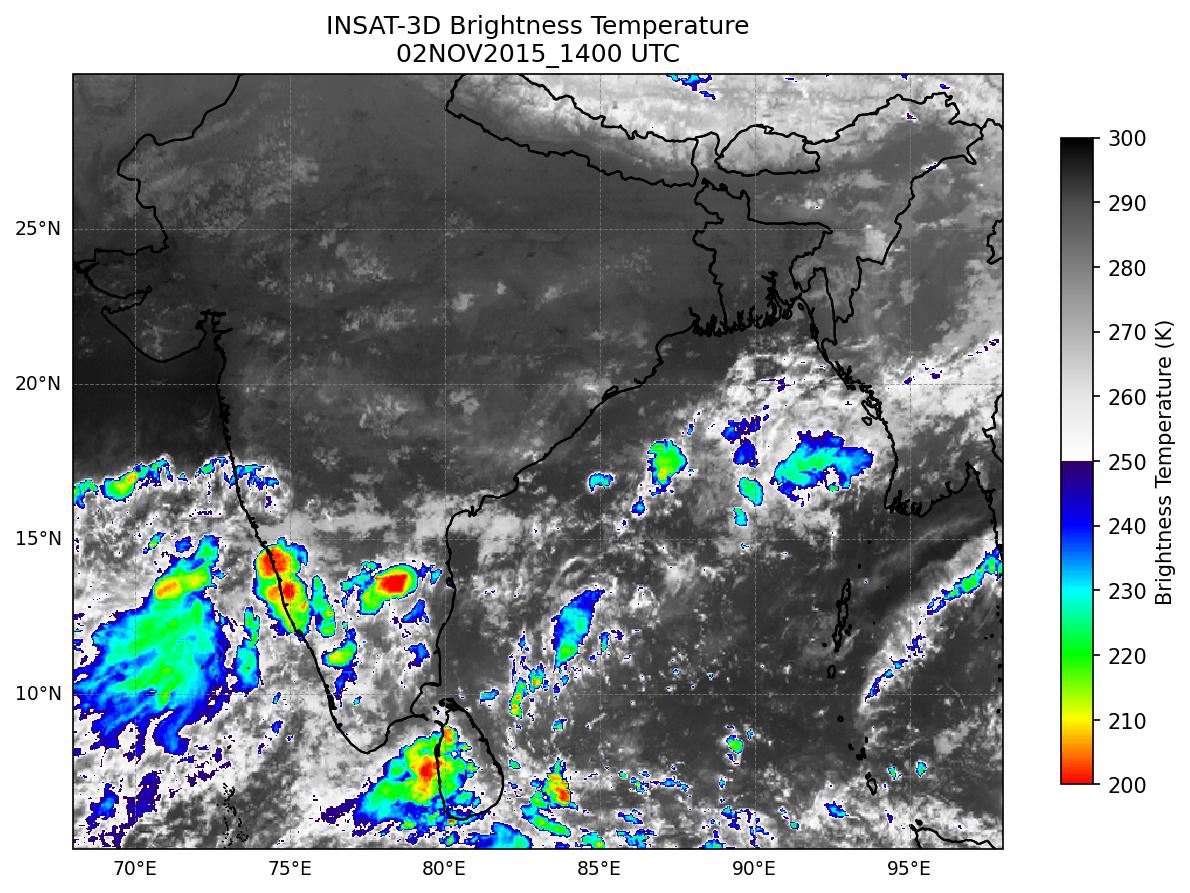 INSAT-3D Brightness Temperature
02NOV2015_1400 UTC
25°N
20°N
15°N
10°N
70°E
75°E
80°E
85°E
90°E
95°E
300
290
280
270
260
250
240
230
220
210
200
Brightness Temperature (K)